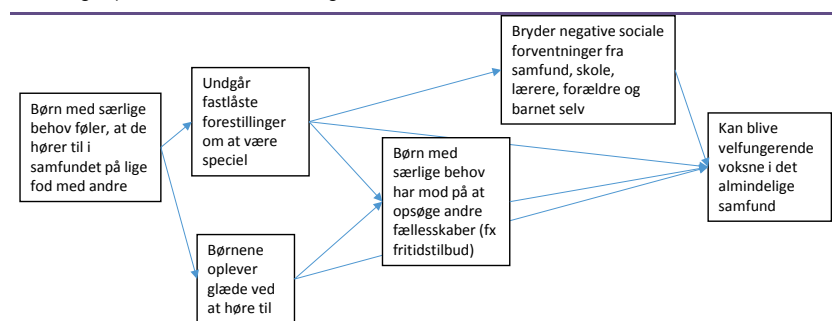 Børn med særlige
behov føler, at de
hører til i
samfundet på lige
fod med andre
Undgår
fastlåste
forestillinger
om at være
speciel
Børnene
oplever
glæde ved
at høre til
Bryder negative sociale
forventninger fra
samfund, skole,
lærere, forældre og
barnet selv
Børn med
særlige behov
har mod på at
opsøge andre
fællesskaber (fx
fritidstilbud)
Kan blive
velfungerende
voksne i det
almindelige
samfund